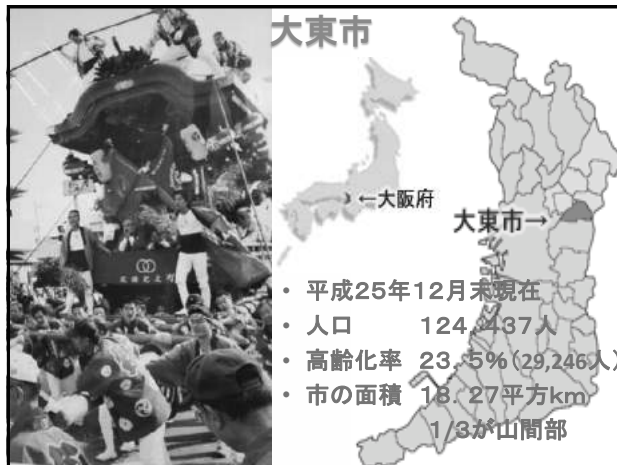 大東市
←大阪府
大東市→
• 平成25年12月末現在
• 人口 124,437人
• 高齢化率 23.5%(29,246人)
• 市の面積 18.27平方km
1/3が山間部